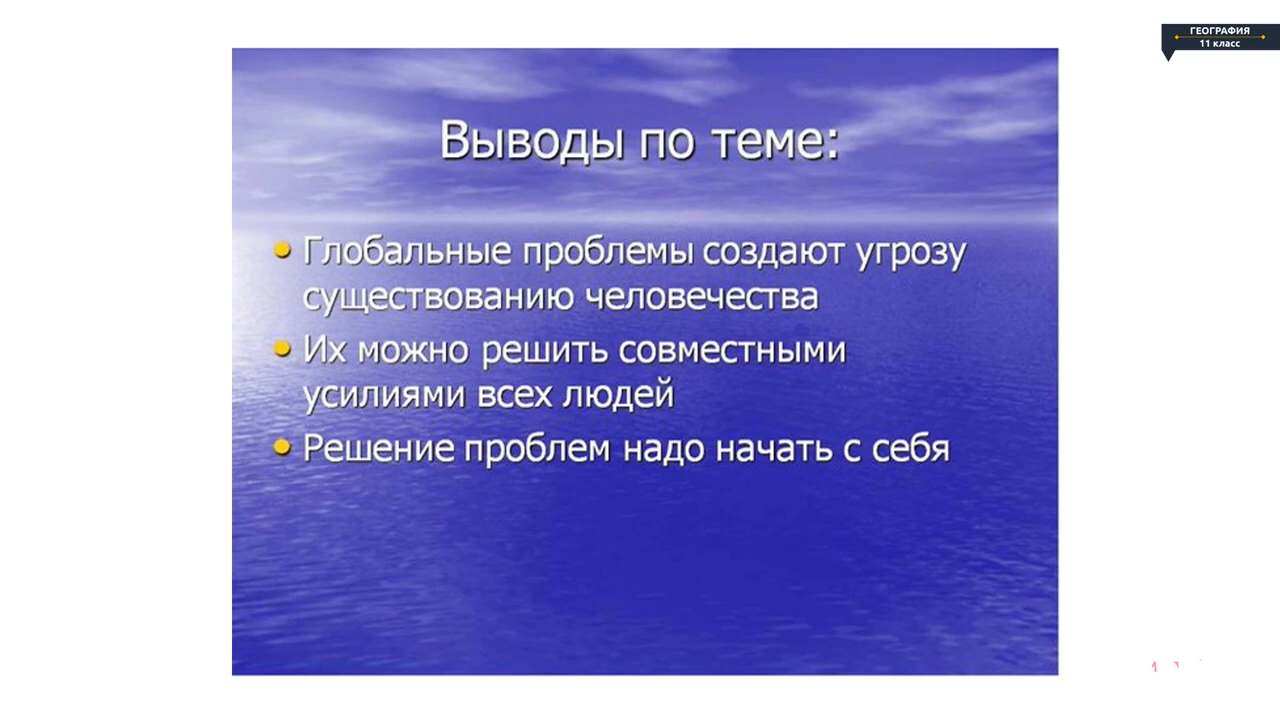 ГЕОГРАФИЯ
11 класс
Выводы по теме:
• Глобальные проблемы создают угрозу
существованию человечества
• Их можно решить совместными
усилиями всех людей
• Решение проблем надо начать с себя